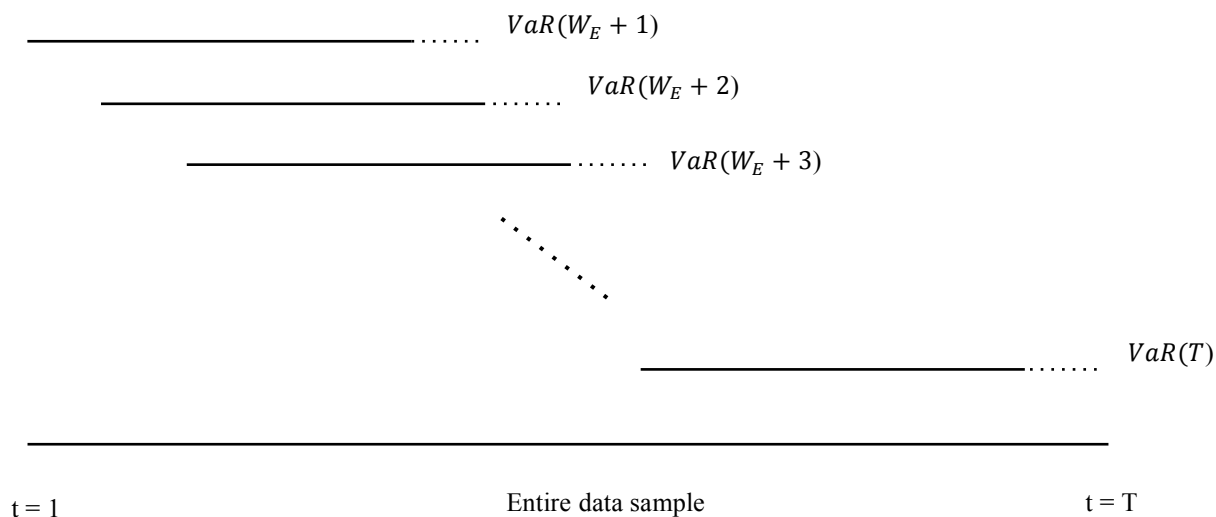 VaR(W_E + 1)
VaR(W_E + 2)
VaR(W_E + 3)
VaR(T)
t = 1 Entire data sample t = T